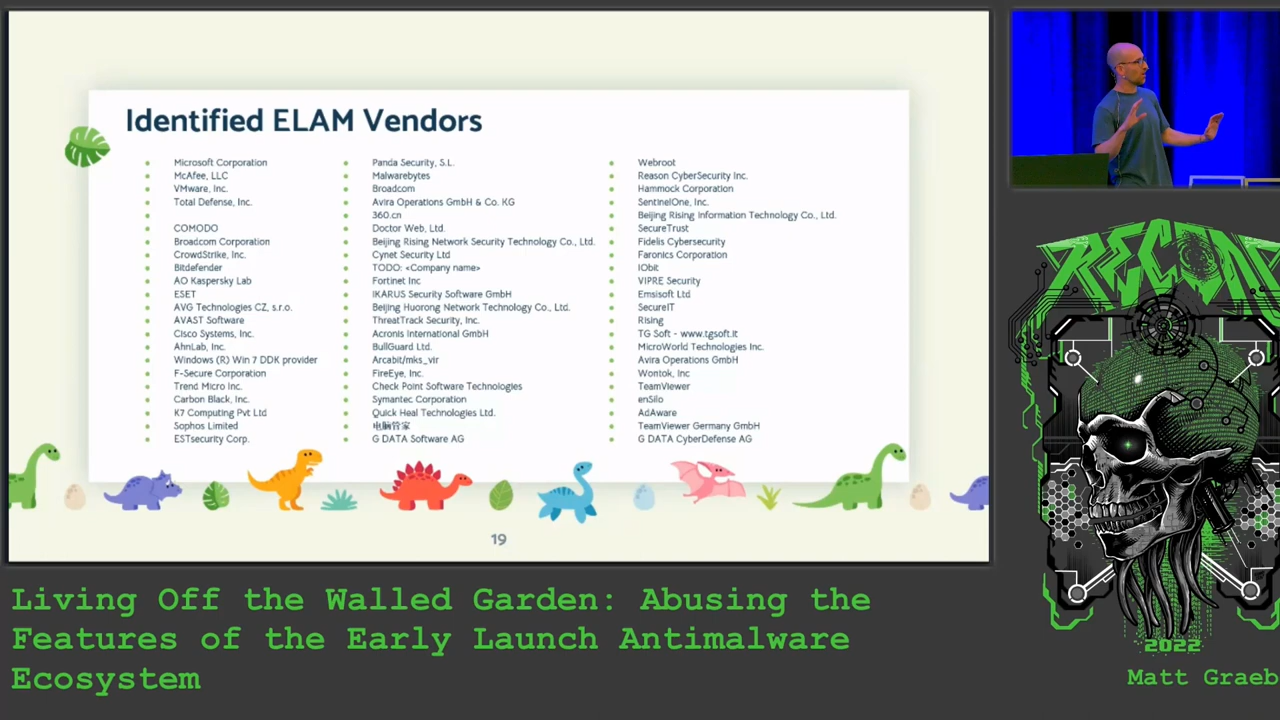 Identified ELAM Vendors
Microsoft Corporation
McAfee, LLC
VMware, Inc.
Total Defense, Inc.
COMODO
Broadcom Corporation
CrowdStrike, Inc.
Bitdefender
AO Kaspersky Lab
ESET
AVG Technologies CZ, s.r.o.
AVAST Software
Cisco Systems, Inc.
AhnLab, Inc.
Windows (R) Win 7 DDK provider
F-Secure Corporation
Trend Micro Inc.
Carbon Black, Inc.
K7 Computing Pvt Ltd
Sophos Limited
ESTsecurity Corp.
Panda Security, S.L.
Malwarebytes
Broadcom
Avira Operations GmbH & Co. KG
360.cn
Doctor Web, Ltd.
Beijing Rising Network Security Technology Co., Ltd.
Cynet Security Ltd
TODO: <Company name>
Fortinet Inc
IKARUS Security Software GmbH
Beijing Huorong Network Technology Co., Ltd.
ThreatTrack Security, Inc.
Acronis International GmbH
BullGuard Ltd.
Arcabit/mks_vir
FireEye, Inc.
Check Point Software Technologies
Symantec Corporation
Quick Heal Technologies Ltd.
电脑管家
G DATA Software AG
Webroot
Reason CyberSecurity Inc.
Hammock Corporation
SentinelOne, Inc.
Beijing Rising Information Technology Co., Ltd.
SecureTrust
Fidelis Cybersecurity
Faronics Corporation
IObit
VIPRE Security
Emsisoft Ltd
SecureIT
Rising
TG Soft - www.tgsoft.it
MicroWorld Technologies Inc.
Avira Operations GmbH
Wontok, Inc
TeamViewer
enSilo
AdAware
TeamViewer Germany GmbH
G DATA CyberDefense AG
19
RECON
2022
Living Off the Walled Garden: Abusing the
Features of the Early Launch Antimalware
Ecosystem
Matt Graeb